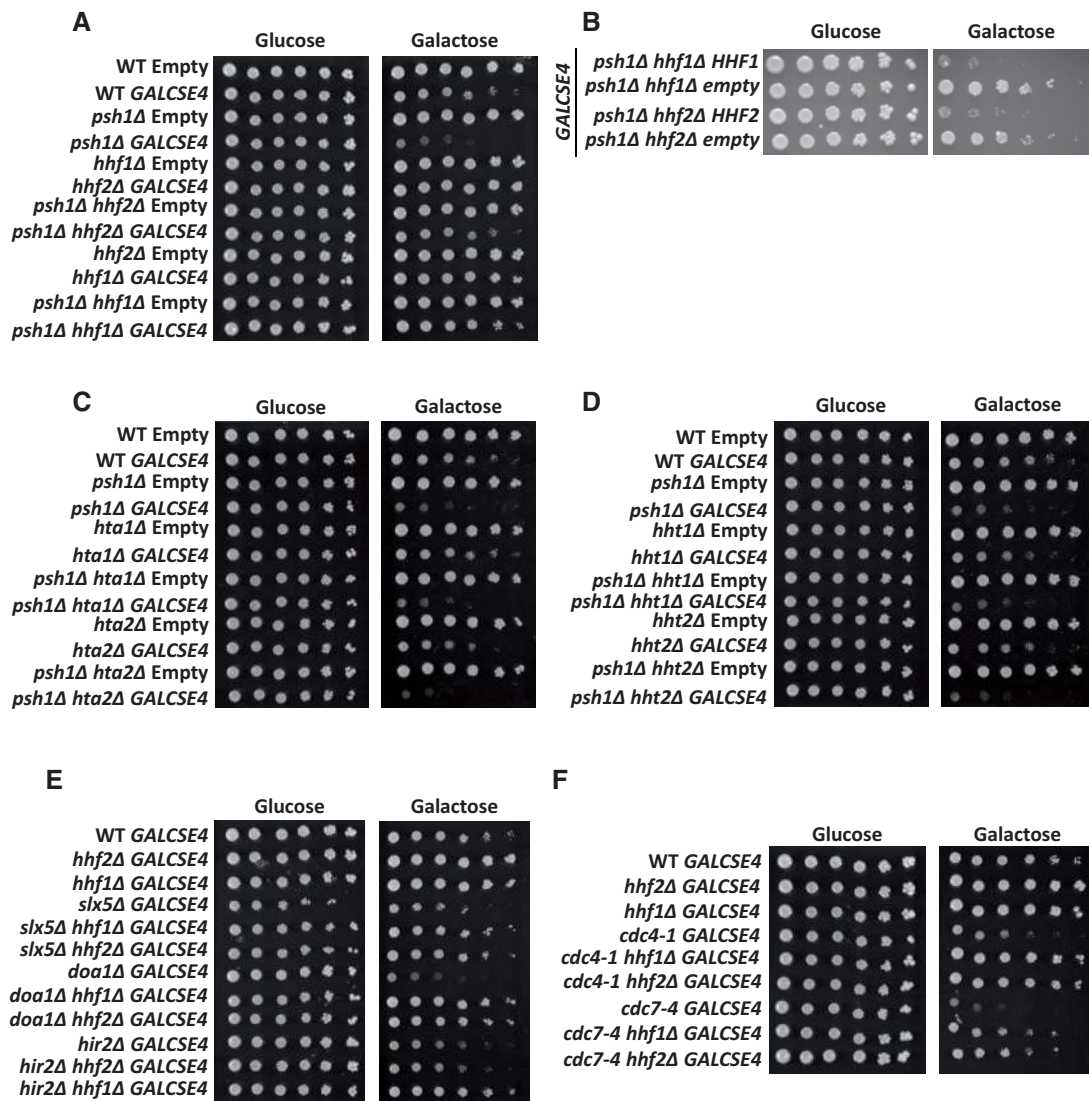 A
Glucose Galactose
WT Empty
WT GALCSE4
psh1Δ Empty
psh1Δ GALCSE4
hhf1Δ Empty
hhf2Δ GALCSE4
psh1Δ hhf2Δ Empty
psh1Δ hhf2Δ GALCSE4
hhf2Δ Empty
hhf1Δ GALCSE4
psh1Δ hhf1Δ Empty
psh1Δ hhf1Δ GALCSE4
B
Glucose Galactose
GALCSE4
psh1Δ hhf1Δ HHF1
psh1Δ hhf1Δ empty
psh1Δ hhf2Δ HHF2
psh1Δ hhf2Δ empty
C
Glucose Galactose
WT Empty
WT GALCSE4
psh1Δ Empty
psh1Δ GALCSE4
hta1Δ Empty
hta1Δ GALCSE4
psh1Δ hta1Δ Empty
psh1Δ hta1Δ GALCSE4
hta2Δ Empty
hta2Δ GALCSE4
psh1Δ hta2Δ Empty
psh1Δ hta2Δ GALCSE4
D
Glucose Galactose
WT Empty
WT GALCSE4
psh1Δ Empty
psh1Δ GALCSE4
hht1Δ Empty
hht1Δ GALCSE4
psh1Δ hht1Δ Empty
psh1Δ hht1Δ GALCSE4
hht2Δ Empty
hht2Δ GALCSE4
psh1Δ hht2Δ Empty
psh1Δ hht2Δ GALCSE4
E
Glucose Galactose
WT GALCSE4
hhf2Δ GALCSE4
hhf1Δ GALCSE4
slx5Δ GALCSE4
slx5Δ hhf1Δ GALCSE4
slx5Δ hhf2Δ GALCSE4
doa1Δ GALCSE4
doa1Δ hhf1Δ GALCSE4
doa1Δ hhf2Δ GALCSE4
hir2Δ GALCSE4
hir2Δ hhf2Δ GALCSE4
hir2Δ hhf1Δ GALCSE4
F
Glucose Galactose
WT GALCSE4
hhf2Δ GALCSE4
hhf1Δ GALCSE4
cdc4-1 GALCSE4
cdc4-1 hhf1Δ GALCSE4
cdc4-1 hhf2Δ GALCSE4
cdc7-4 GALCSE4
cdc7-4 hhf1Δ GALCSE4
cdc7-4 hhf2Δ GALCSE4